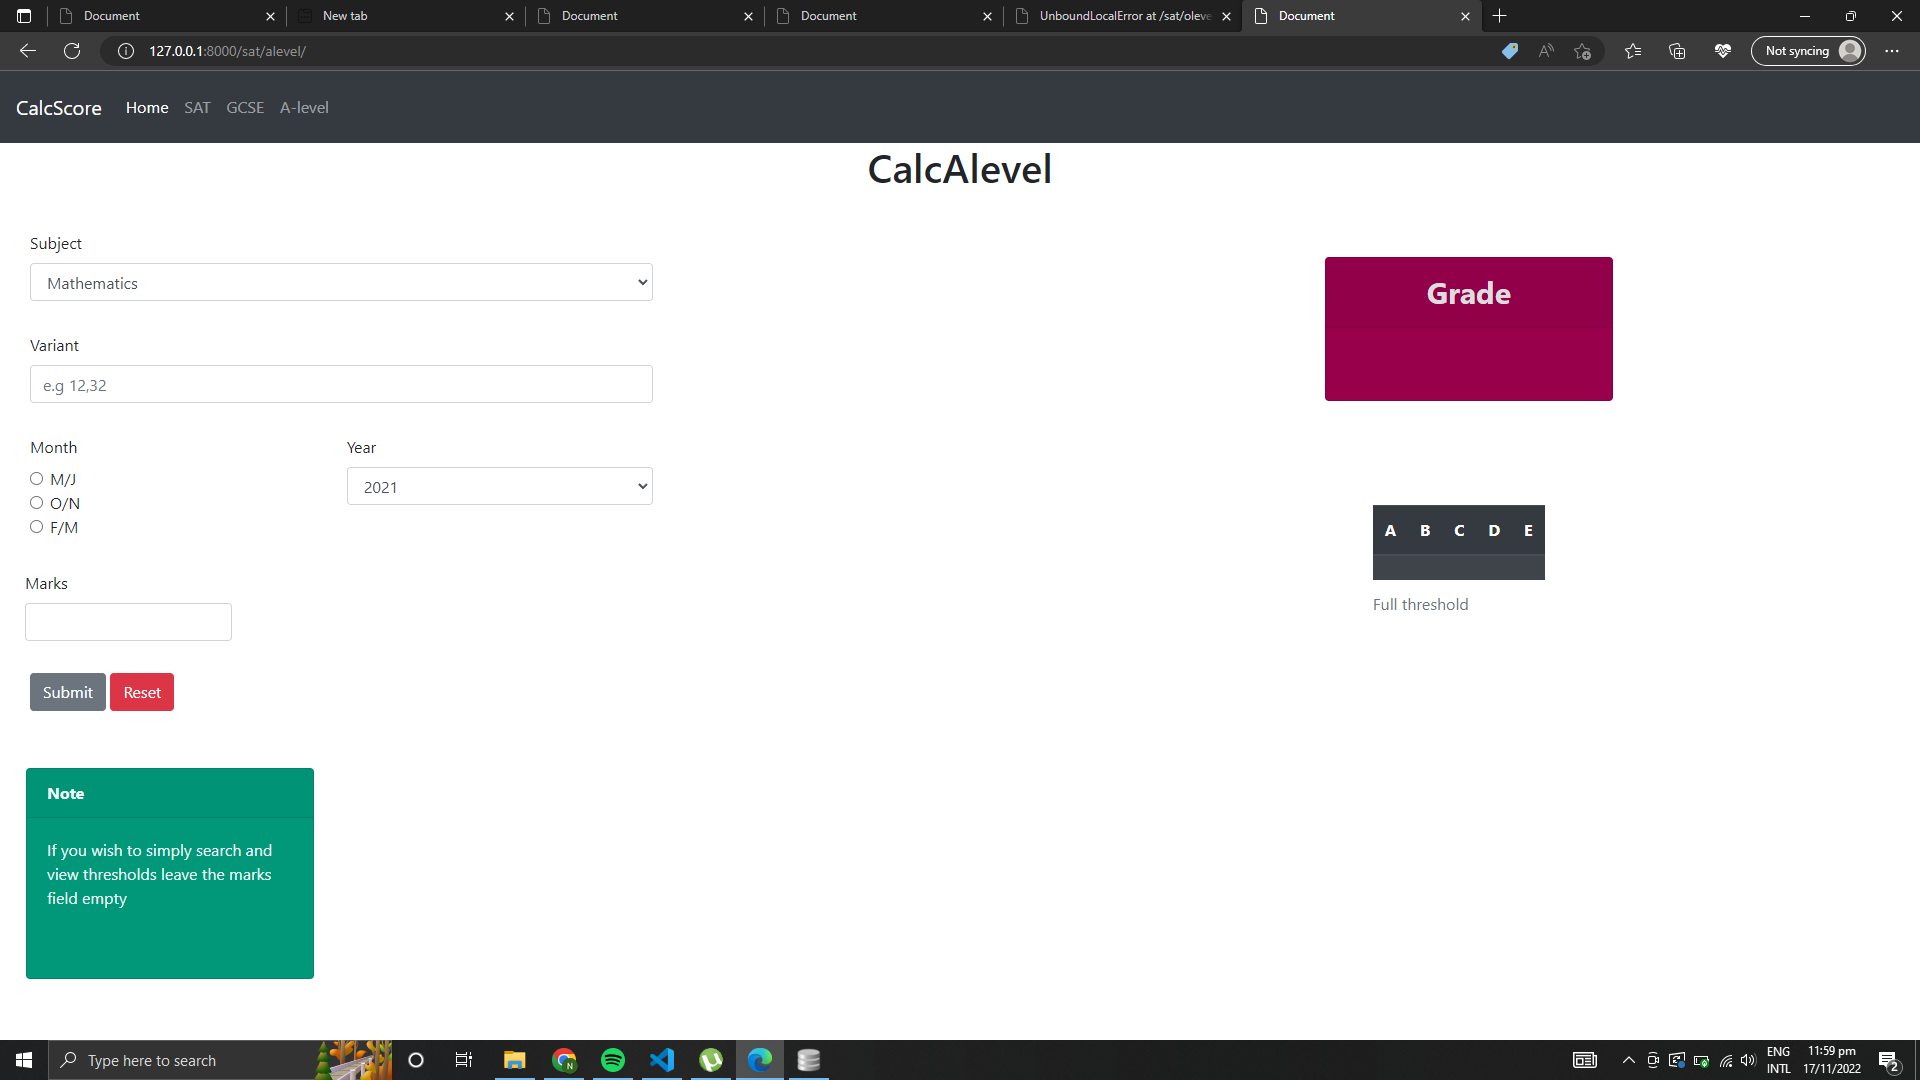 Document
New tab
Document
Document
UnboundLocalError at /sat/oleve
Document
127.0.0.1:8000/sat/alevel/
Not syncing
CalcScore Home SAT GCSE A-level
CalcAlevel
Subject
Mathematics
Variant
e.g 12,32
Month
M/J
O/N
F/M
Year
2021
Marks
Submit Reset
Note
If you wish to simply search and
view thresholds leave the marks
field empty
Grade
A B C D E
Full threshold
Type here to search
N
ENG
INTL
11:59 pm
17/11/2022
2